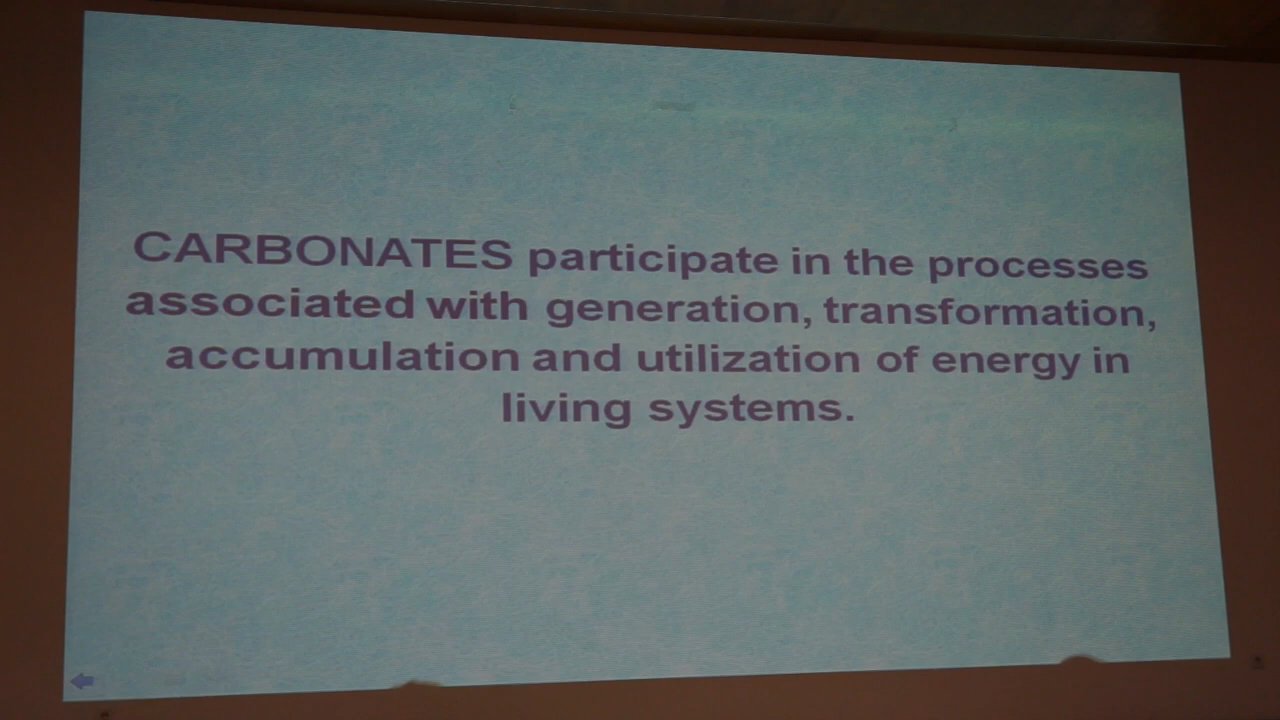 CARBONATES participate in the processes
associated with generation, transformation,
accumulation and utilization of energy in
living systems.